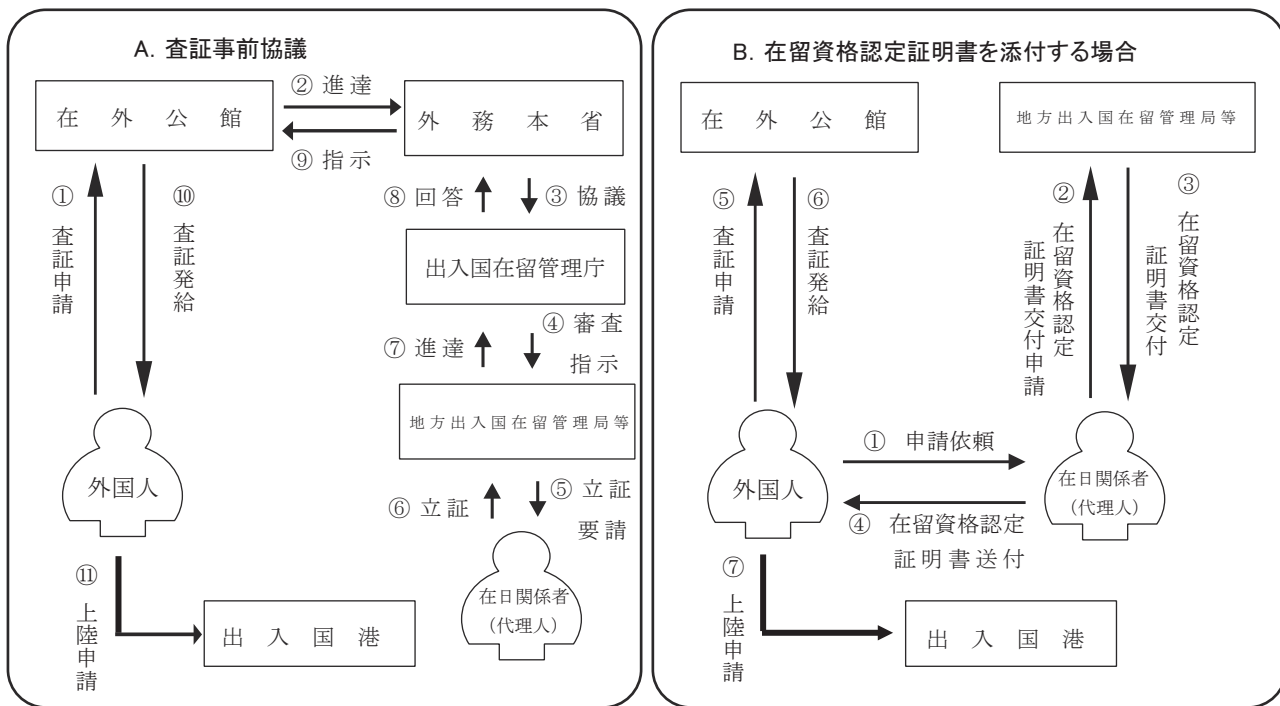 A. 査証事前協議
在外公館
② 進達
⑨ 指示
外務本省
① 査証申請
⑩ 査証発給
⑧ 回答
③ 協議
出入国在留管理庁
⑦ 進達
④ 審査
指示
地方出入国在留管理局等
外国人
⑥ 立証
⑤ 立証
要請
在日関係者
(代理人)
⑪ 上陸申請
出入国港
B. 在留資格認定証明書を添付する場合
在外公館
地方出入国在留管理局等
⑤ 査証申請
⑥ 査証発給
② 在留資格認定
証明書交付申請
③ 在留資格認定
証明書交付
① 申請依頼
外国人
在日関係者
(代理人)
④ 在留資格認定
証明書送付
⑦ 上陸申請
出入国港